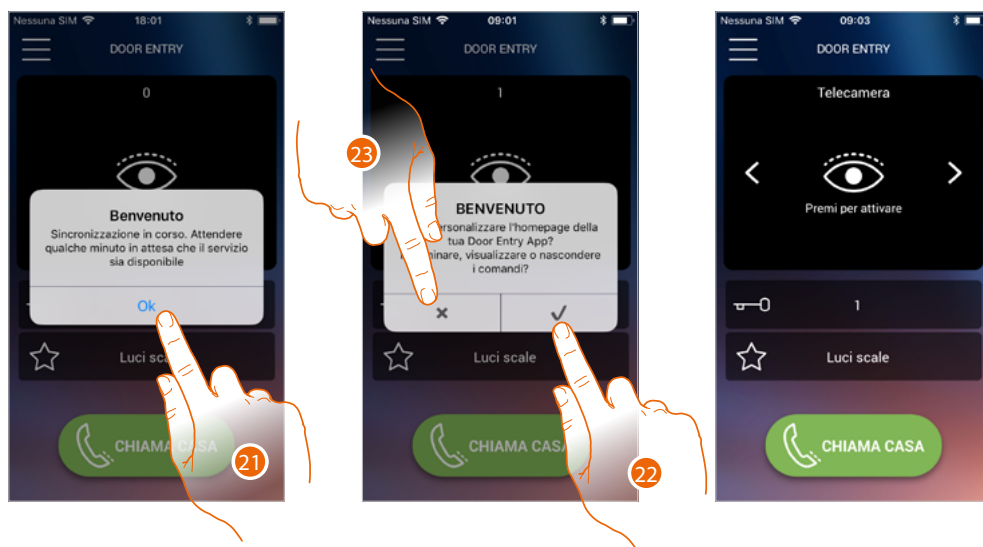 Nessuna SIM 18:01
DOOR ENTRY
0
Benvenuto
Sincronizzazione in corso. Attendere
qualche minuto in attesa che il servizio
sia disponibile
Ok
Luci
CHIAMA
21
Nessuna SIM 09:01
DOOR ENTRY
1
23
BENVENUTO
personalizzare l'homepage della
tua Door Entry App?
visualizzare o nascondere
i comandi?
Luci scale
CHIAMA CASA
22
Nessuna SIM 09:03
DOOR ENTRY
Telecamera
Premi per attivare
1
Luci scale
CHIAMA CASA